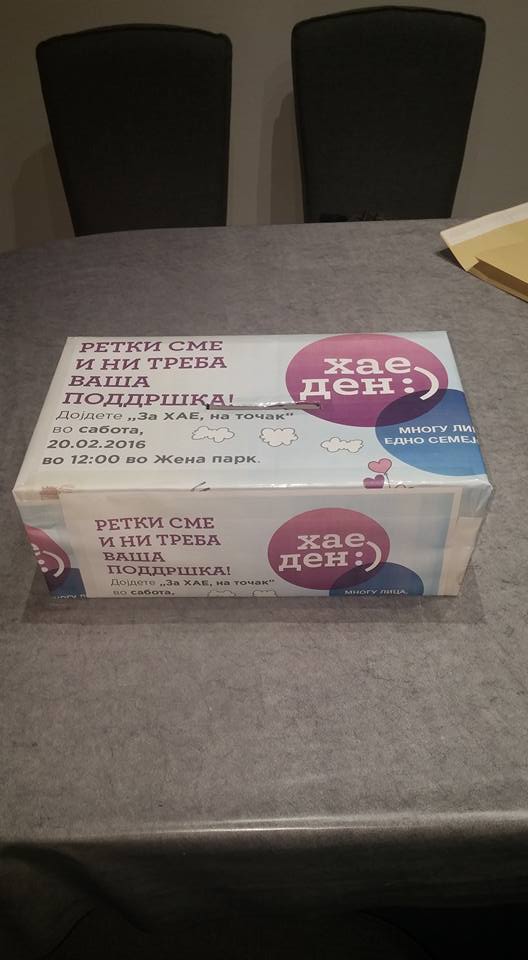 РЕТКИ СМЕ
И НИ ТРЕБА
ВАША
ПОДДРШКА!
Дојдете „За ХАЕ, на точак“
во сабота,
20.02.2016
во 12:00 во Жена парк.
хае
ден :)
МНОГУ
ЕДНО
РЕТКИ СМЕ
И НИ ТРЕБА
ВАША
ПОДДРШКА!
Дојдете „За ХАЕ, на точак“
во сабота,
хае
ден :)
МНОГУ ЛИЦА,